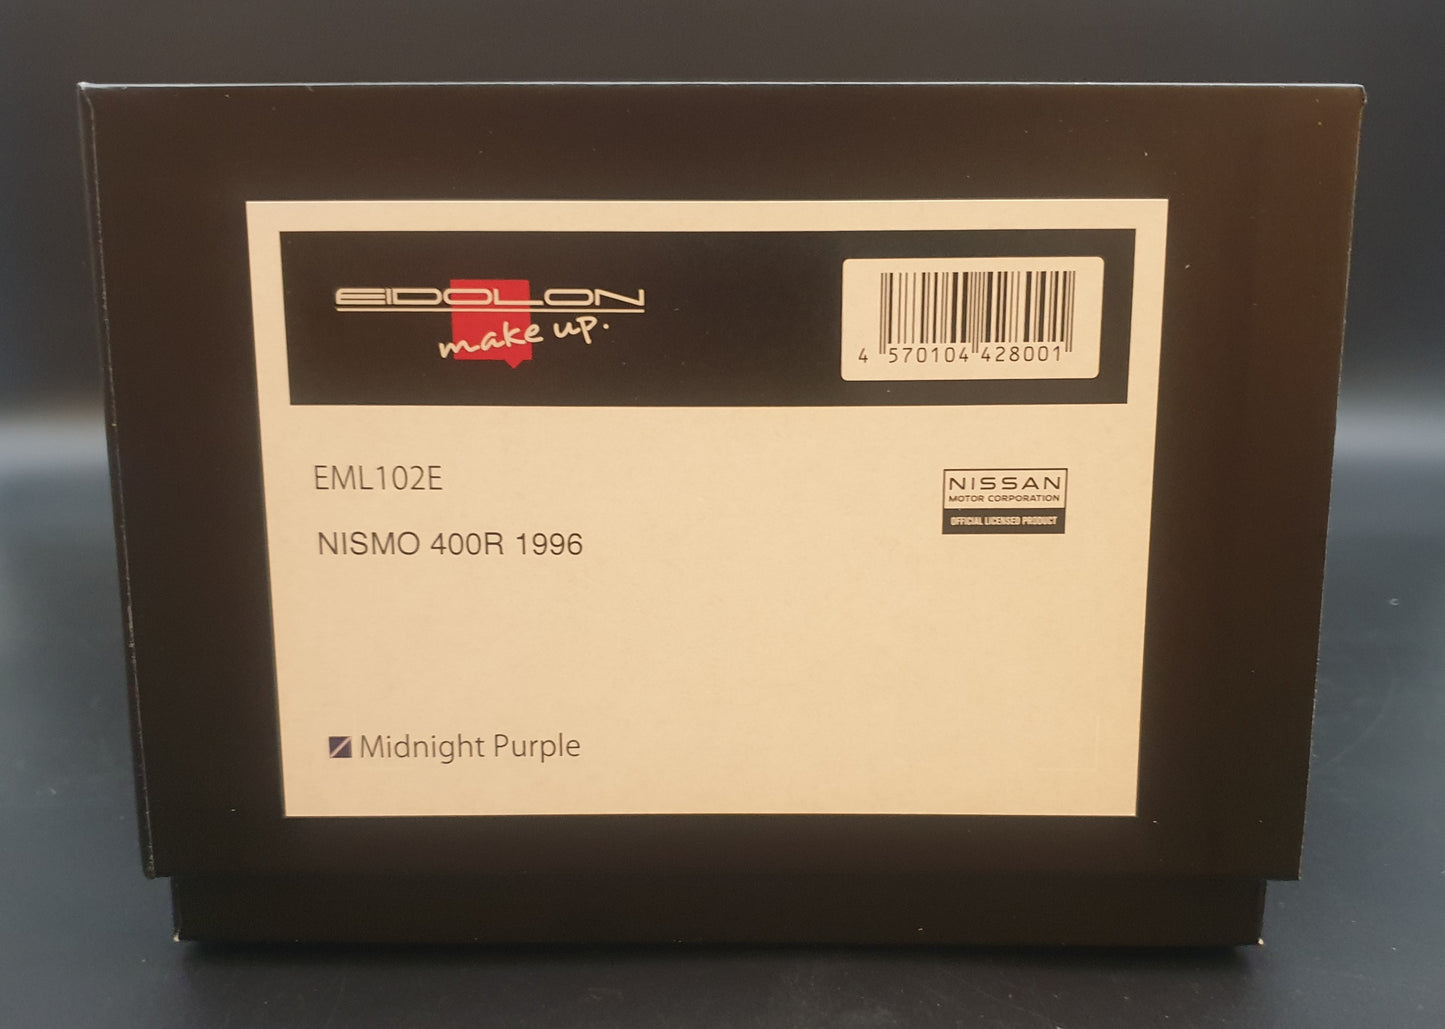 EIDOLON
make up.
4 570104 428001
EML102E
NISSAN
MOTOR CORPORATION
OFFICIAL LICENSED PRODUCT
NISMO 400R 1996
Midnight Purple